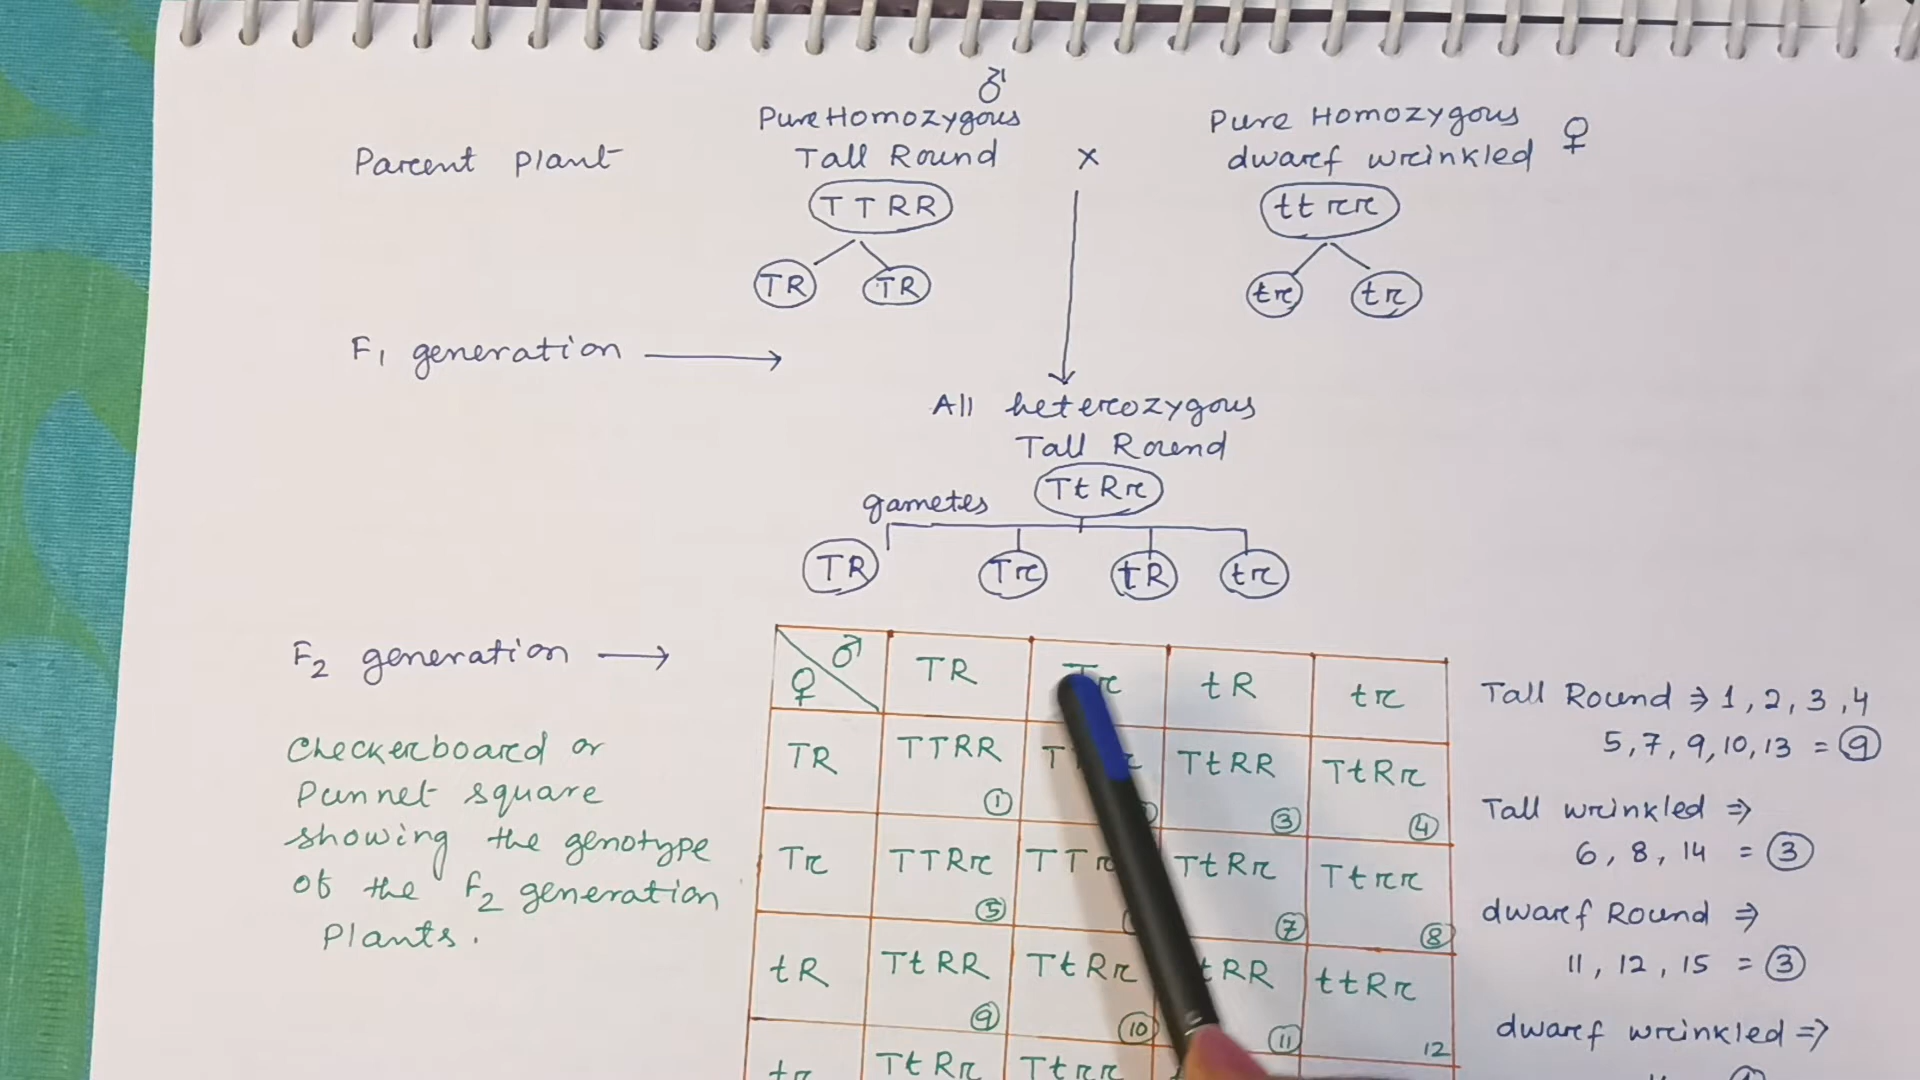 ♂
Pure Homozygous
Tall Round
×
Pure Homozygous
dwarf wrinkled
♀
Parent plant
TTRR
ttrr
TR TR
tr tr
F1 generation →
All heterozygous
Tall Round
TtRr
gametes
TR Tr tR tr
F2 generation →
♂
♀
TR Tr tR tr
TR TTRR 1 TtRR 3 TtRr 4
Tr TTRr 5 TtRr 7 Ttrr 8
tR TtRR 9 TtRr 10 11 ttRr 12
tr TtRr Ttrr
Checkerboard or
Punnet square
showing the genotype
of the F2 generation
Plants.
Tall Round ⇒ 1, 2, 3, 4
5, 7, 9, 10, 13 = 9
Tall wrinkled ⇒
6, 8, 14 = 3
dwarf Round ⇒
11, 12, 15 = 3
dwarf wrinkled ⇒